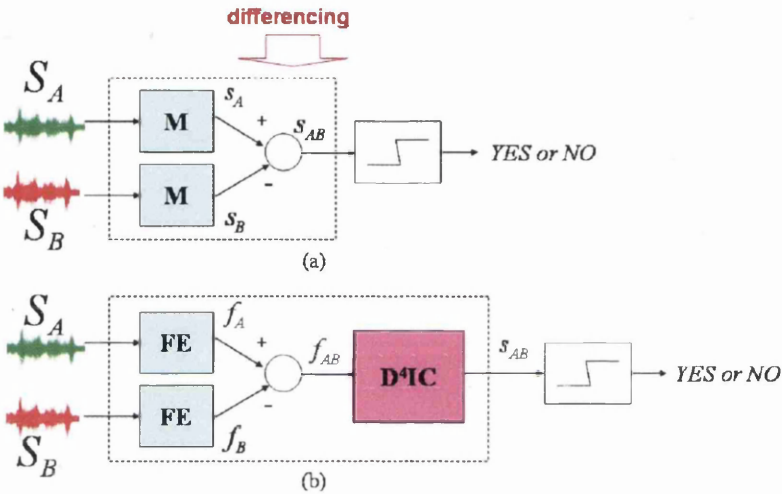 differencing
S_A
M
s_A
+
s_AB
YES or NO
M
-
S_B
s_B
(a)
S_A
FE
f_A
+
f_AB
D⁴IC
s_AB
YES or NO
FE
-
S_B
f_B
(b)